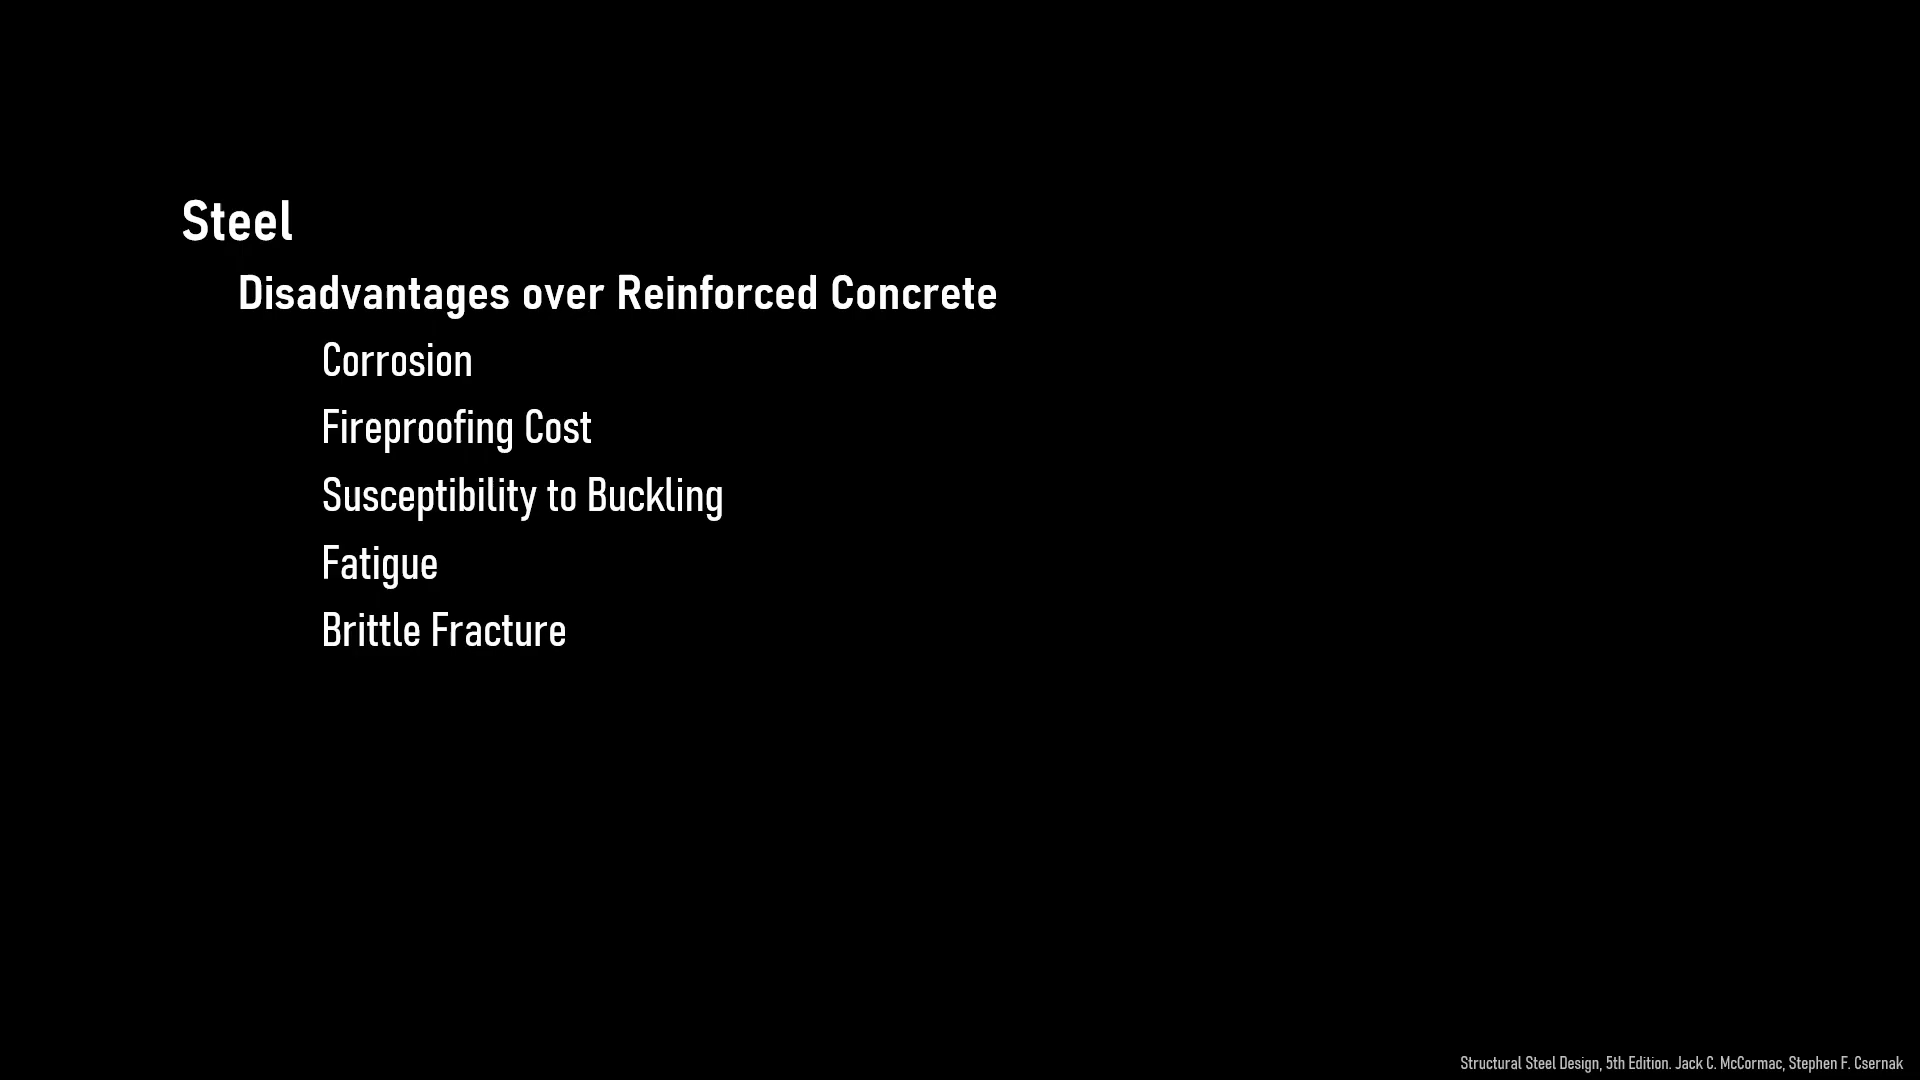 Steel
Disadvantages over Reinforced Concrete
Corrosion
Fireproofing Cost
Susceptibility to Buckling
Fatigue
Brittle Fracture
Structural Steel Design, 5th Edition. Jack C. McCormac, Stephen F. Csernak